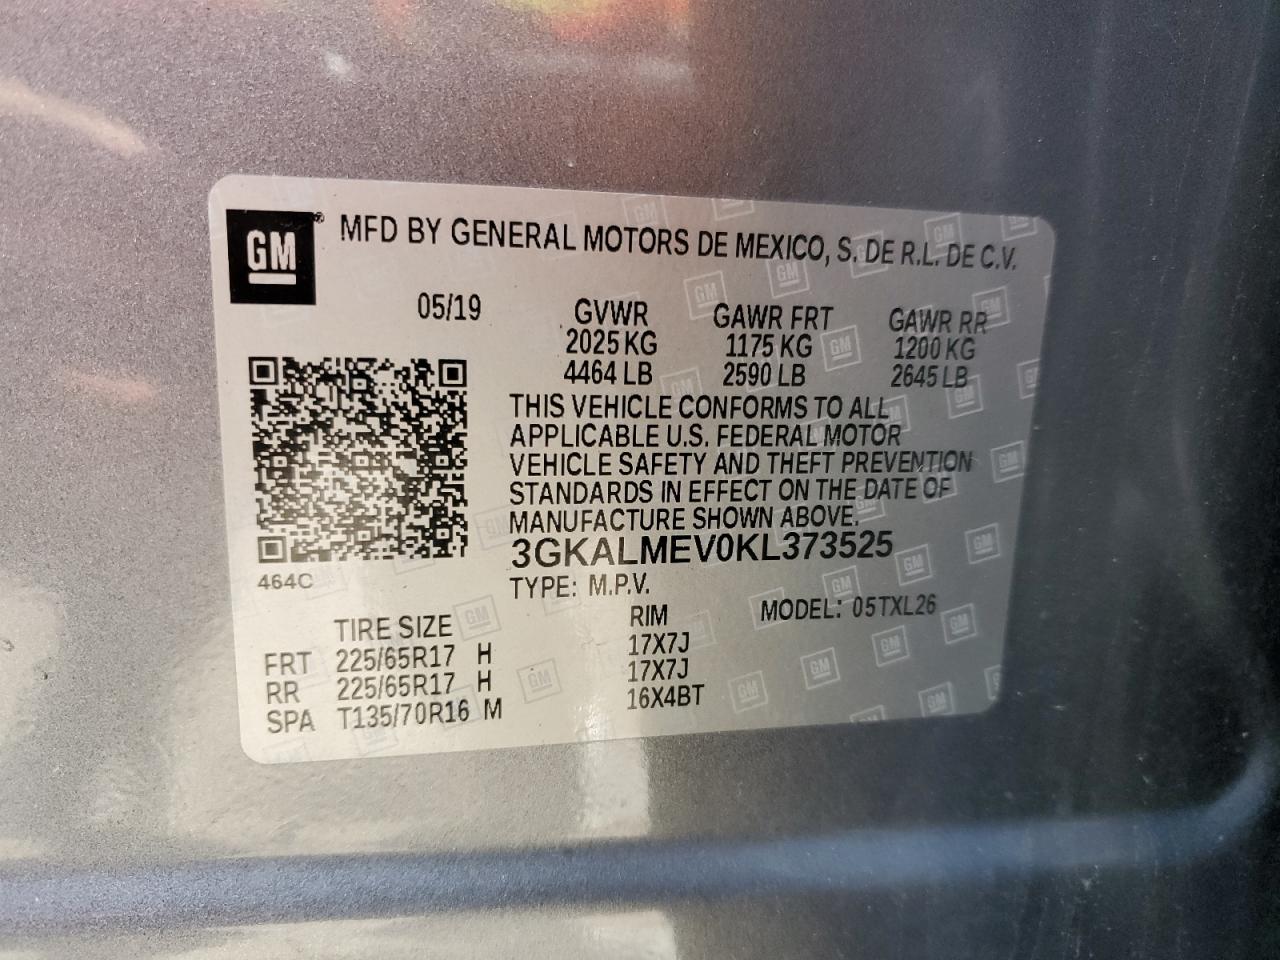 GM® MFD BY GENERAL MOTORS DE MEXICO, S. DE R.L. DE C.V.
05/19 GVWR GAWR FRT GAWR RR
2025 KG 1175 KG 1200 KG
4464 LB 2590 LB 2645 LB
THIS VEHICLE CONFORMS TO ALL
APPLICABLE U.S. FEDERAL MOTOR
VEHICLE SAFETY AND THEFT PREVENTION
STANDARDS IN EFFECT ON THE DATE OF
MANUFACTURE SHOWN ABOVE.
3GKALMEV0KL373525
464C
TYPE: M.P.V.
MODEL: 05TXL26
TIRE SIZE RIM
FRT 225/65R17 H 17X7J
RR 225/65R17 H 17X7J
SPA T135/70R16 M 16X4BT